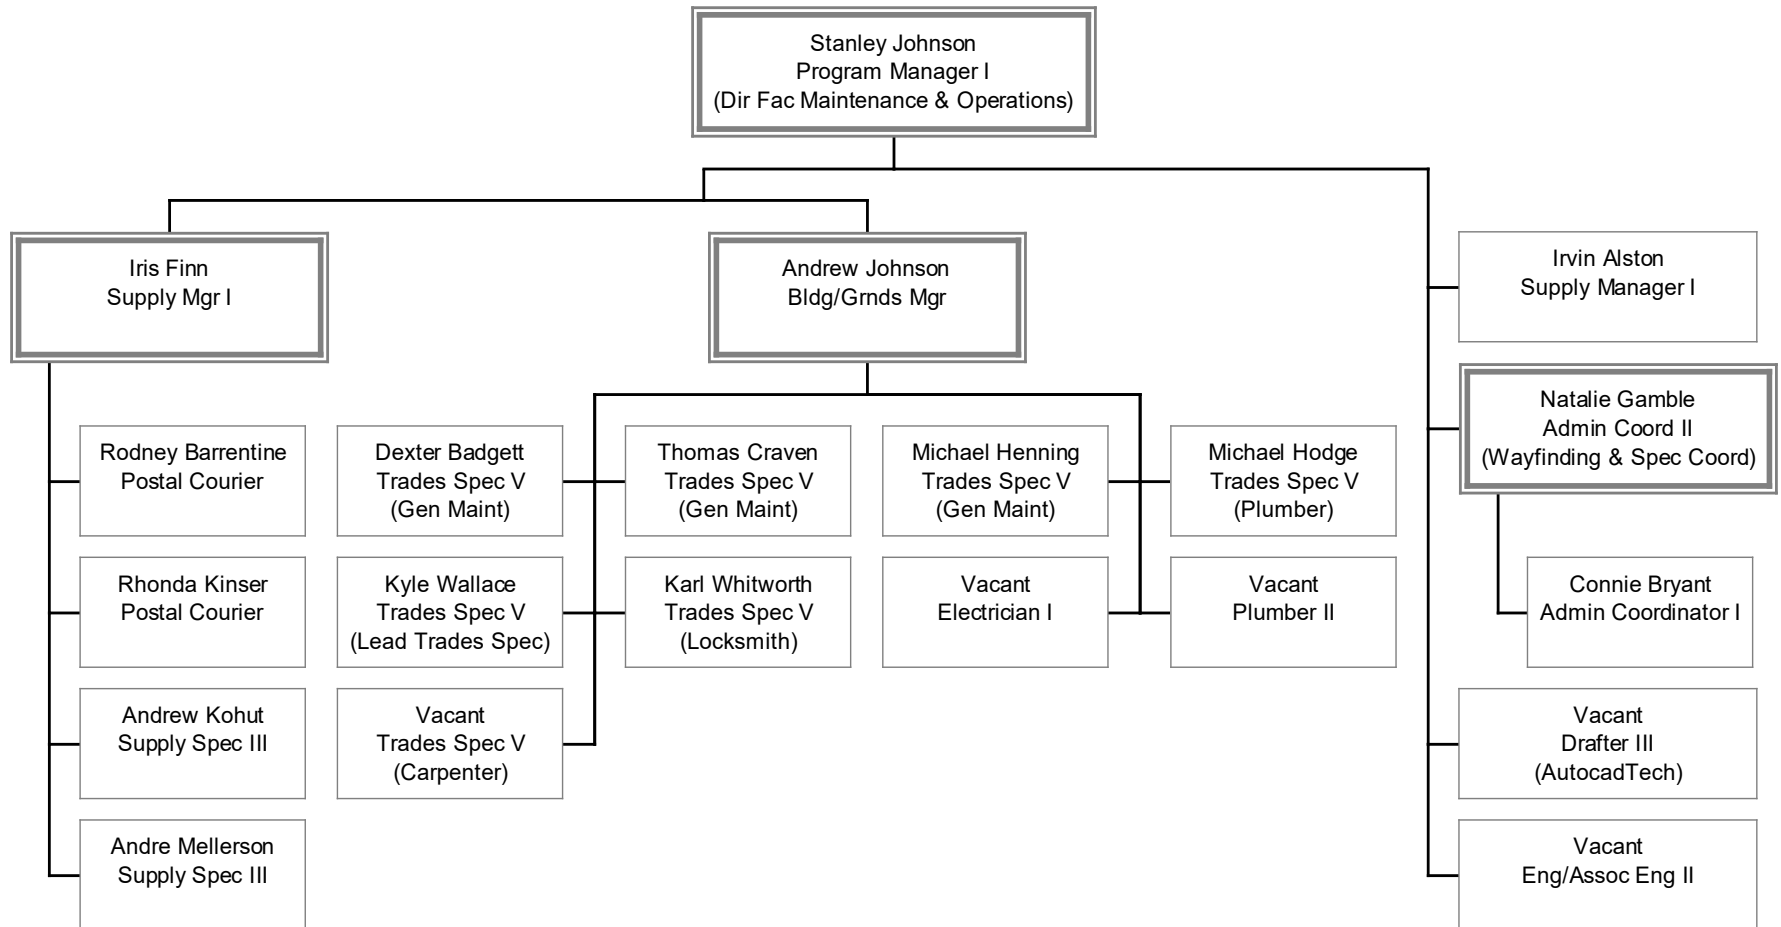 Stanley Johnson
Program Manager I
(Dir Fac Maintenance & Operations)
Iris Finn
Supply Mgr I
Andrew Johnson
Bldg/Grnds Mgr
Irvin Alston
Supply Manager I
Natalie Gamble
Admin Coord II
(Wayfinding & Spec Coord)
Rodney Barrentine
Postal Courier
Dexter Badgett
Trades Spec V
(Gen Maint)
Thomas Craven
Trades Spec V
(Gen Maint)
Michael Henning
Trades Spec V
(Gen Maint)
Michael Hodge
Trades Spec V
(Plumber)
Rhonda Kinser
Postal Courier
Kyle Wallace
Trades Spec V
(Lead Trades Spec)
Karl Whitworth
Trades Spec V
(Locksmith)
Vacant
Electrician I
Vacant
Plumber II
Connie Bryant
Admin Coordinator I
Andrew Kohut
Supply Spec III
Vacant
Trades Spec V
(Carpenter)
Vacant
Drafter III
(AutocadTech)
Andre Mellerson
Supply Spec III
Vacant
Eng/Assoc Eng II